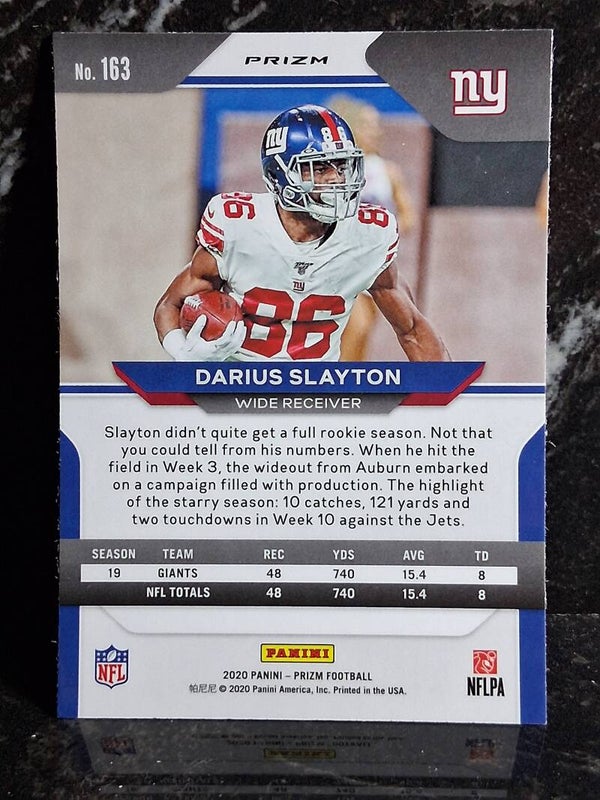 No. 163
PRIZM
ny
ny
86
86
86
ny
86
DARIUS SLAYTON
WIDE RECEIVER
Slayton didn't quite get a full rookie season. Not that
you could tell from his numbers. When he hit the
field in Week 3, the wideout from Auburn embarked
on a campaign filled with production. The highlight
of the starry season: 10 catches, 121 yards and
two touchdowns in Week 10 against the Jets.
SEASON TEAM REC YDS AVG TD
19 GIANTS 48 740 15.4 8
NFL TOTALS 48 740 15.4 8
NFL
PANINI
2020 PANINI – PRIZM FOOTBALL
帕尼尼 © 2020 Panini America, Inc. Printed in the USA.
NFLPA